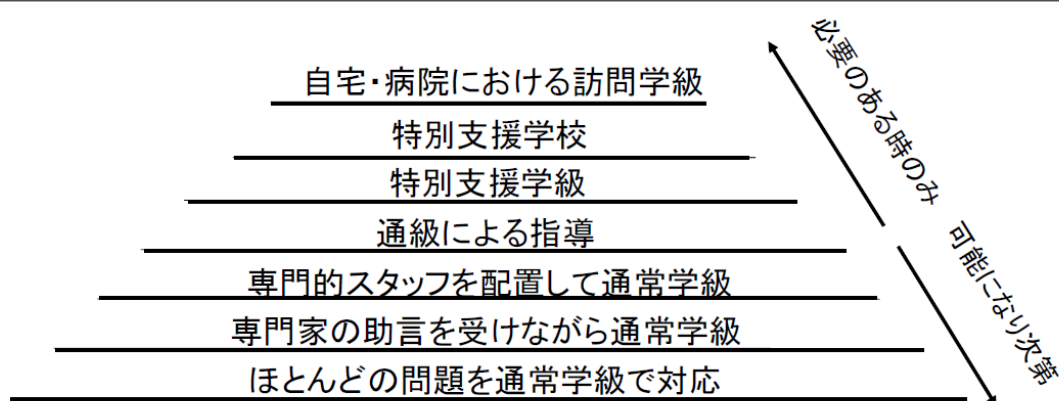 自宅・病院における訪問学級
特別支援学校
特別支援学級
通級による指導
専門的スタッフを配置して通常学級
専門家の助言を受けながら通常学級
ほとんどの問題を通常学級で対応
必要のある時のみ
可能になり次第